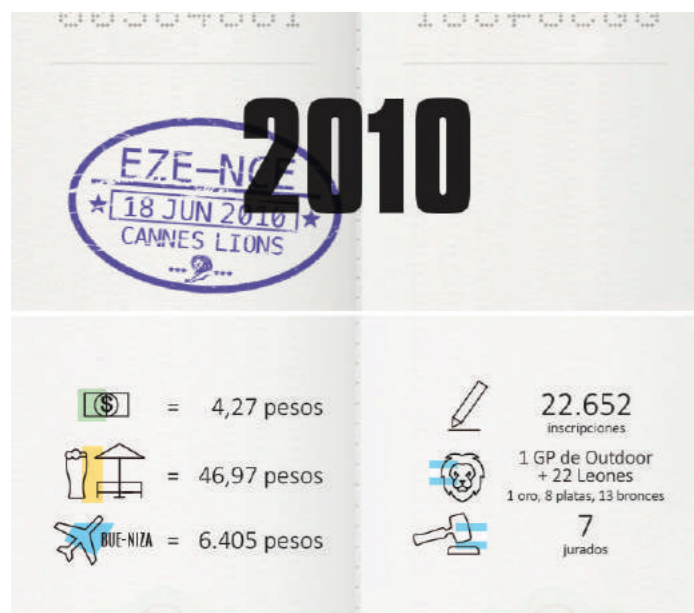 2010
EZE-NCE
18 JUN 2010
CANNES LIONS
$ = 4,27 pesos
= 46,97 pesos
BUE-NIZA = 6.405 pesos
22.652
inscripciones
1 GP de Outdoor
+ 22 Leones
1 oro, 8 platas, 13 bronces
7
jurados